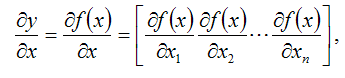 ∂y/∂x = ∂f(x)/∂x = [∂f(x)/∂x₁ ∂f(x)/∂x₂ ⋯ ∂f(x)/∂xₙ],